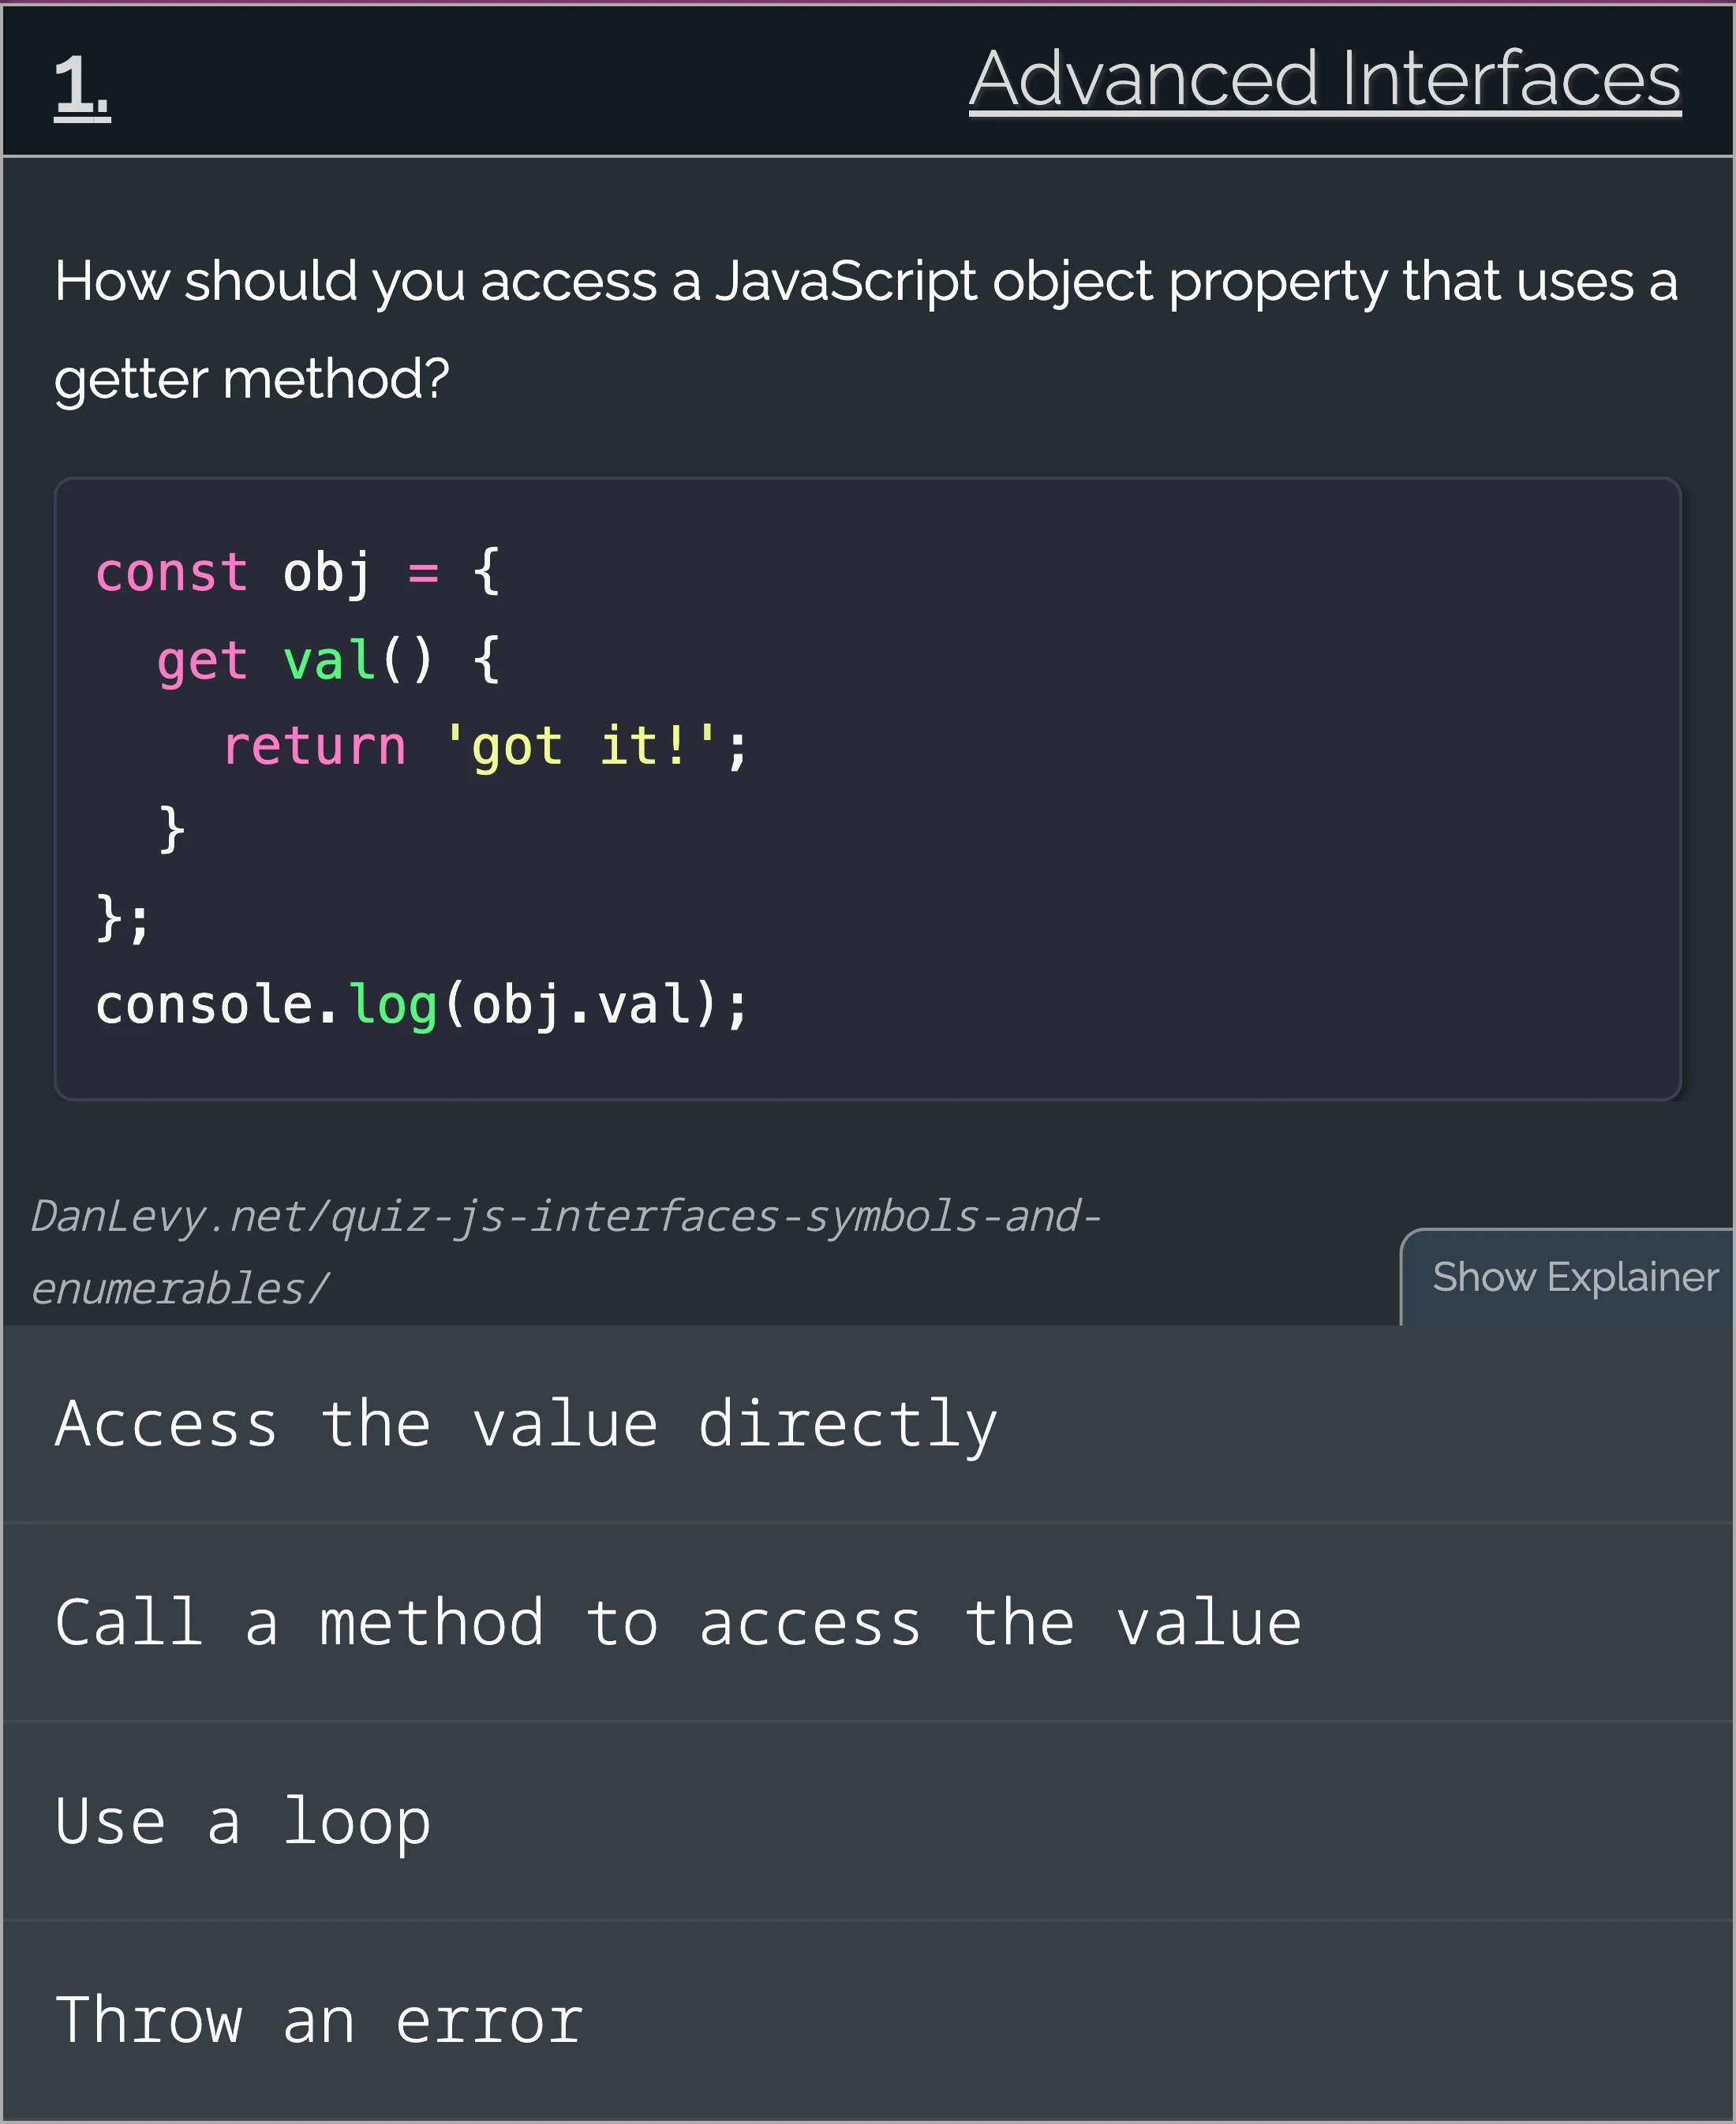 1.
Advanced Interfaces
How should you access a JavaScript object property that uses a
getter method?
const obj = {
  get val() {
    return 'got it!';
  }
};
console.log(obj.val);
DanLevy.net/quiz-js-interfaces-symbols-and-
enumerables/
Show Explainer
Access the value directly
Call a method to access the value
Use a loop
Throw an error